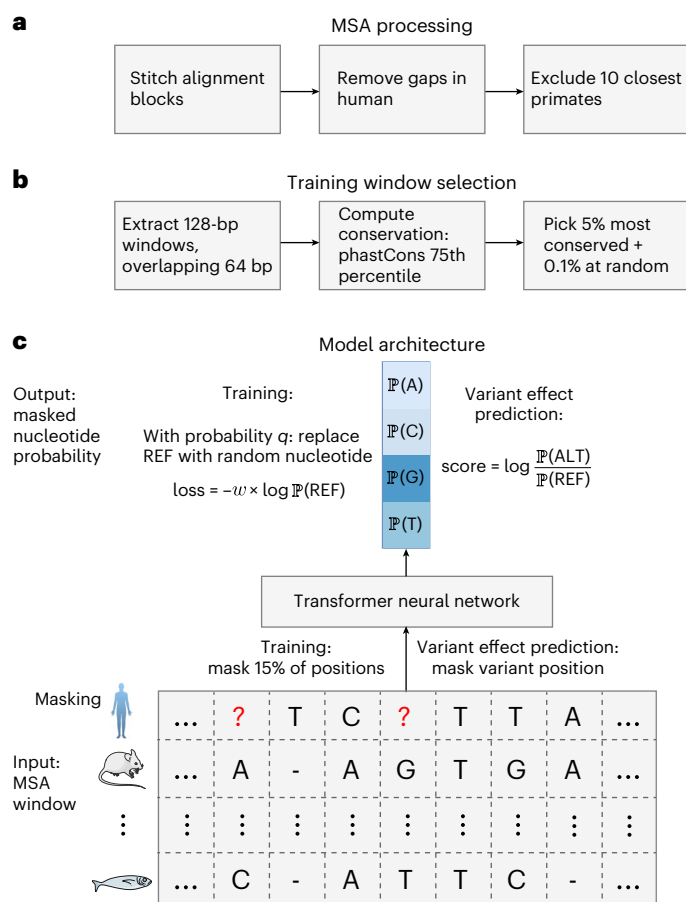 a
MSA processing
Stitch alignment
blocks
Remove gaps in
human
Exclude 10 closest
primates
b
Training window selection
Extract 128-bp
windows,
overlapping 64 bp
Compute
conservation:
phastCons 75th
percentile
Pick 5% most
conserved +
0.1% at random
c
Model architecture
Output:
masked
nucleotide
probability
Training:
With probability q: replace
REF with random nucleotide
loss = –w × log ℙ(REF)
ℙ(A)
ℙ(C)
ℙ(G)
ℙ(T)
Variant effect
prediction:
score = log ℙ(ALT)
ℙ(REF)
Transformer neural network
Training:
mask 15% of positions
Variant effect prediction:
mask variant position
Masking
... ? T C ? T T A ...
Input:
MSA
window
... A - A G T G A ...
⋮ ⋮ ⋮ ⋮ ⋮ ⋮ ⋮ ⋮ ⋮ ⋮
... C - A T T C - ...